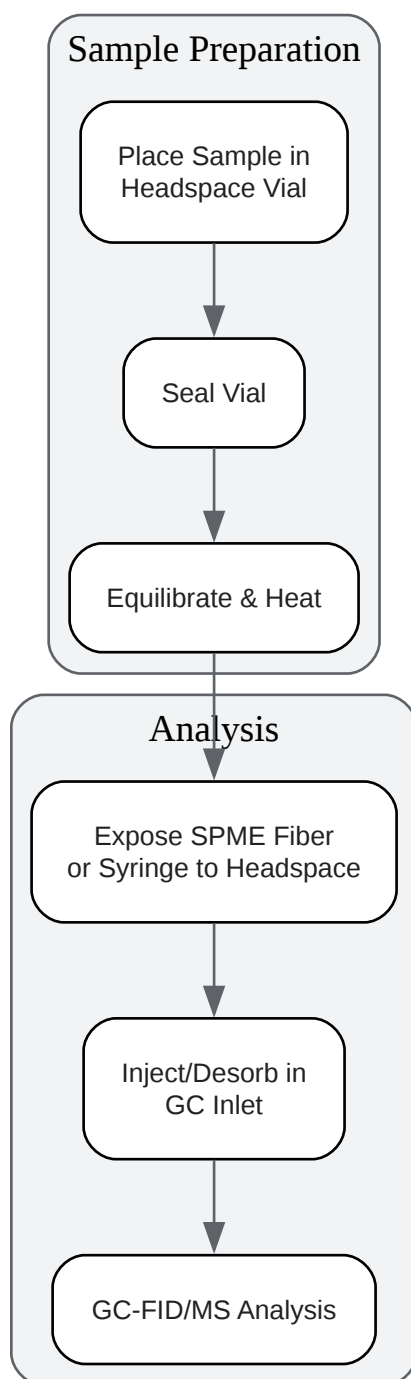 Sample Preparation
Place Sample in
Headspace Vial
Seal Vial
Equilibrate & Heat
Analysis
Expose SPME Fiber
or Syringe to Headspace
Inject/Desorb in
GC Inlet
GC-FID/MS Analysis